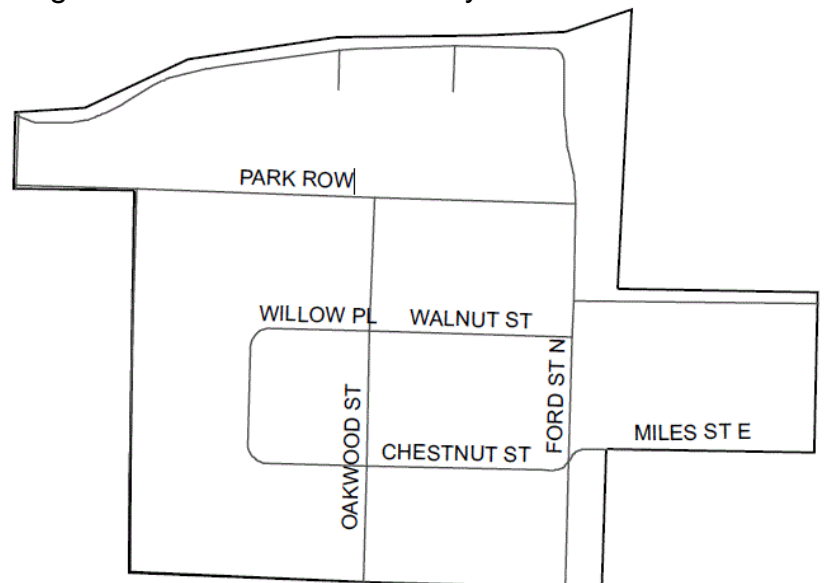 PARK ROW
WILLOW PL
WALNUT ST
OAKWOOD ST
FORD ST N
CHESTNUT ST
MILES ST E